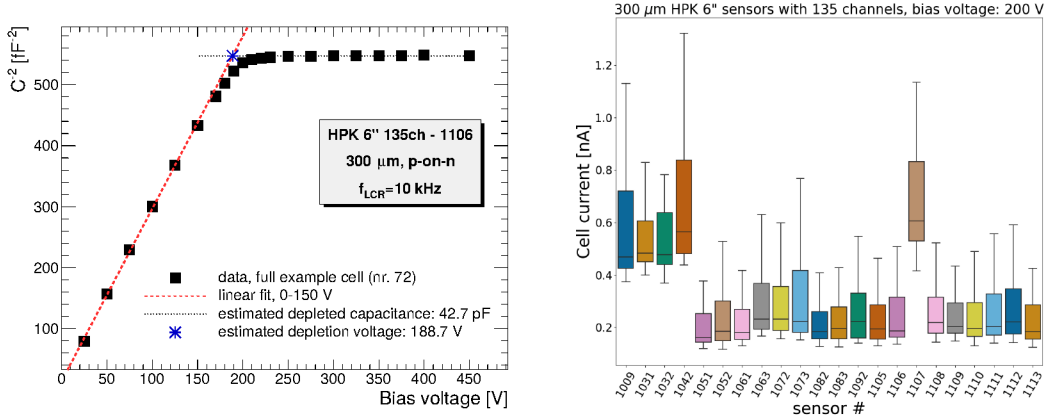 C⁻² [fF⁻²]
500
400
300
200
100
0 50 100 150 200 250 300 350 400 450
Bias voltage [V]
HPK 6" 135ch - 1106
300 μm, p-on-n
f_LCR=10 kHz
data, full example cell (nr. 72)
linear fit, 0-150 V
estimated depleted capacitance: 42.7 pF
estimated depletion voltage: 188.7 V
300 μm HPK 6" sensors with 135 channels, bias voltage: 200 V
Cell current [nA]
1.2
1.0
0.8
0.6
0.4
0.2
1009 1031 1032 1042 1051 1052 1061 1063 1072 1073 1082 1083 1092 1105 1106 1107 1108 1109 1110 1111 1112 1113
sensor #